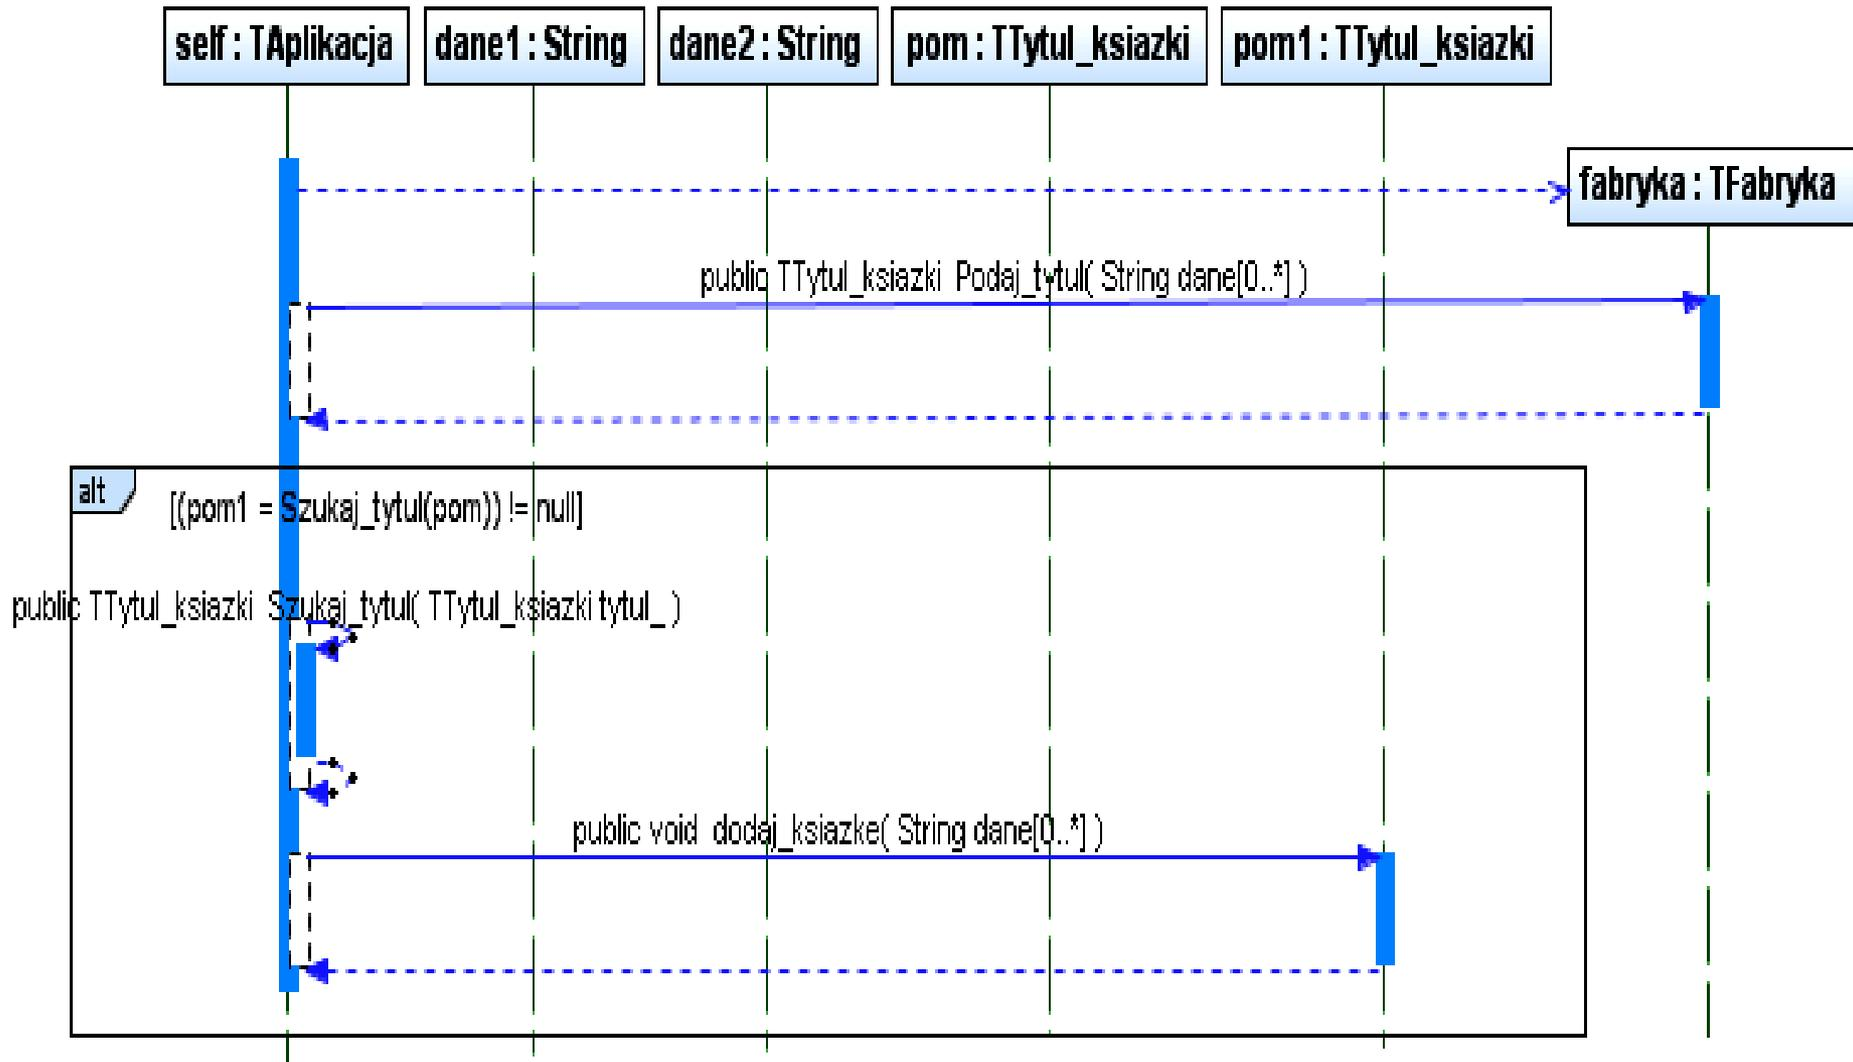 self : TAplikacja
dane1 : String
dane2 : String
pom : TTytul_ksiazki
pom1 : TTytul_ksiazki
fabryka : TFabryka
public TTytul_ksiazki Podaj_tytul( String dane[0..*] )
alt
[(pom1 = Szukaj_tytul(pom)) != null]
public TTytul_ksiazki Szukaj_tytul( TTytul_ksiazki tytul_ )
public void dodaj_ksiazke( String dane[0..*] )